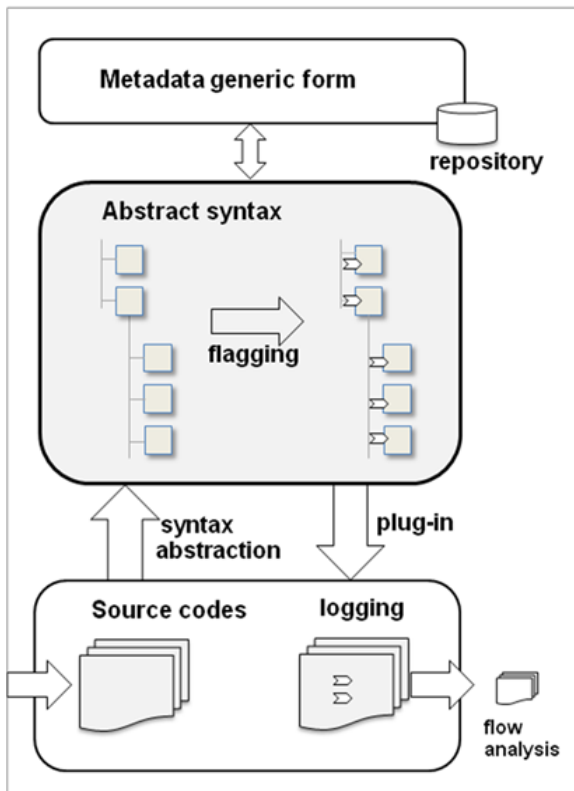 Metadata generic form
repository
Abstract syntax
flagging
syntax
abstraction
plug-in
Source codes
logging
flow
analysis